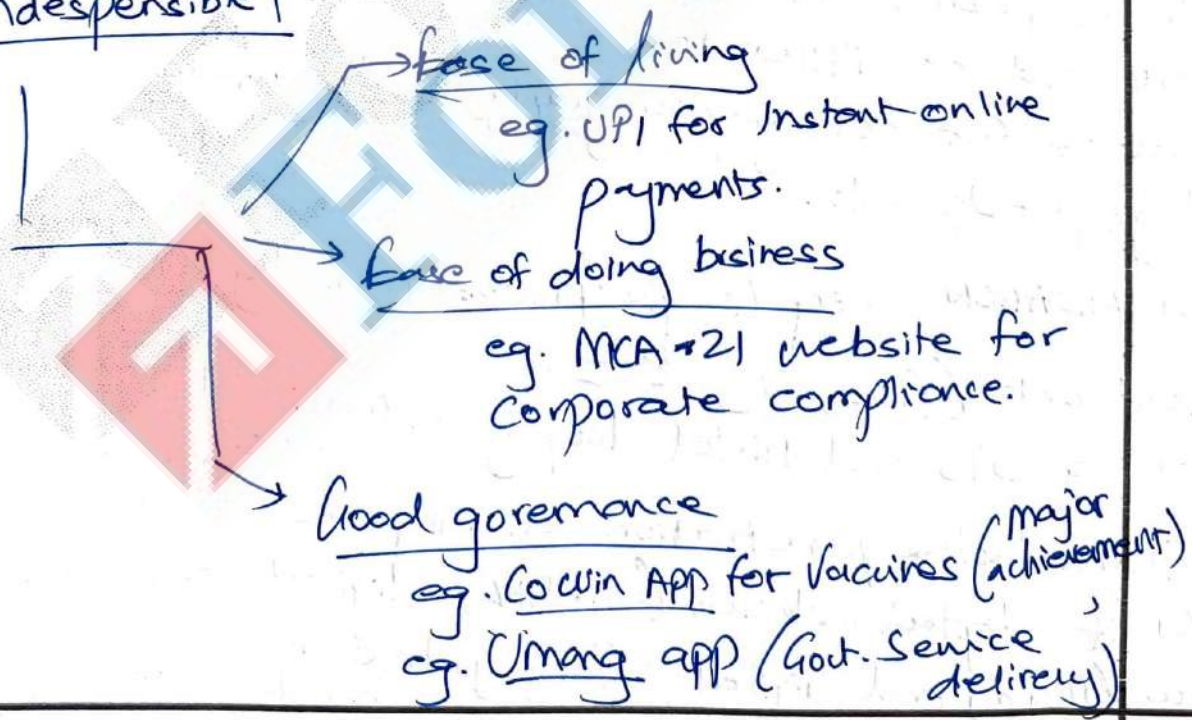 ndespensible
Ease of living
eg. UPI for Instant online
payments.
Ease of doing business
eg. MCA-21 website for
corporate compliance.
Good governance
eg. CoWin App for Vaccines (major achievement),
eg. Umang app (Govt. Service
delivery)